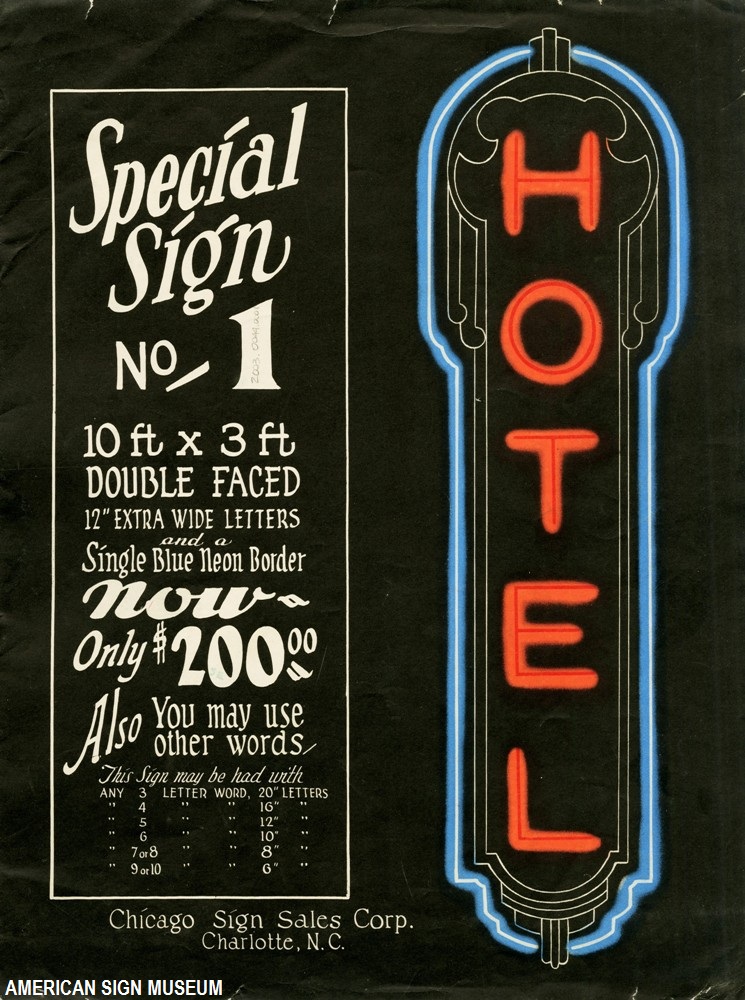 Special
Sign
No/ 1
2003.0049.001
10 ft x 3 ft
DOUBLE FACED
12" EXTRA WIDE LETTERS
and a
Single Blue Neon Border
Now~
Only $200.00
Also You may use
other words/
This Sign may be had with
ANY 3 LETTER WORD, 20" LETTERS
" 4 " " 16" "
" 5 " " 12" "
" 6 " " 10" "
" 7 or 8 " " 8" "
" 9 or 10 " " 6" "
Chicago Sign Sales Corp.
Charlotte, N.C.
H
O
T
E
L
AMERICAN SIGN MUSEUM